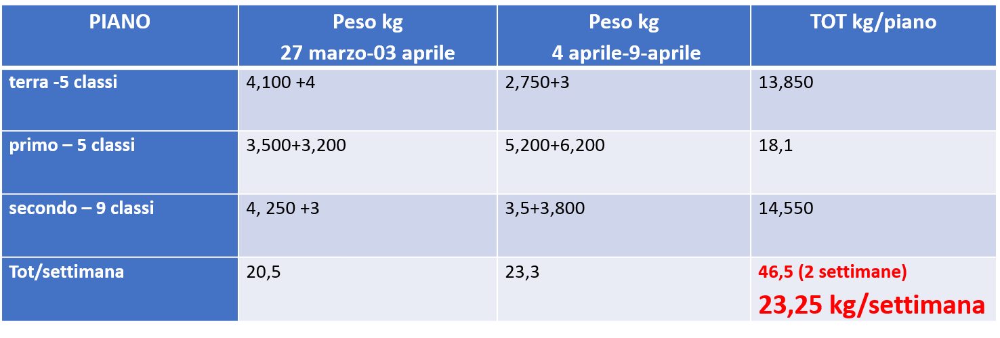 PIANO
Peso kg
27 marzo-03 aprile
Peso kg
4 aprile-9-aprile
TOT kg/piano
terra -5 classi
4,100 +4
2,750+3
13,850
primo – 5 classi
3,500+3,200
5,200+6,200
18,1
secondo – 9 classi
4, 250 +3
3,5+3,800
14,550
Tot/settimana
20,5
23,3
46,5 (2 settimane)
23,25 kg/settimana